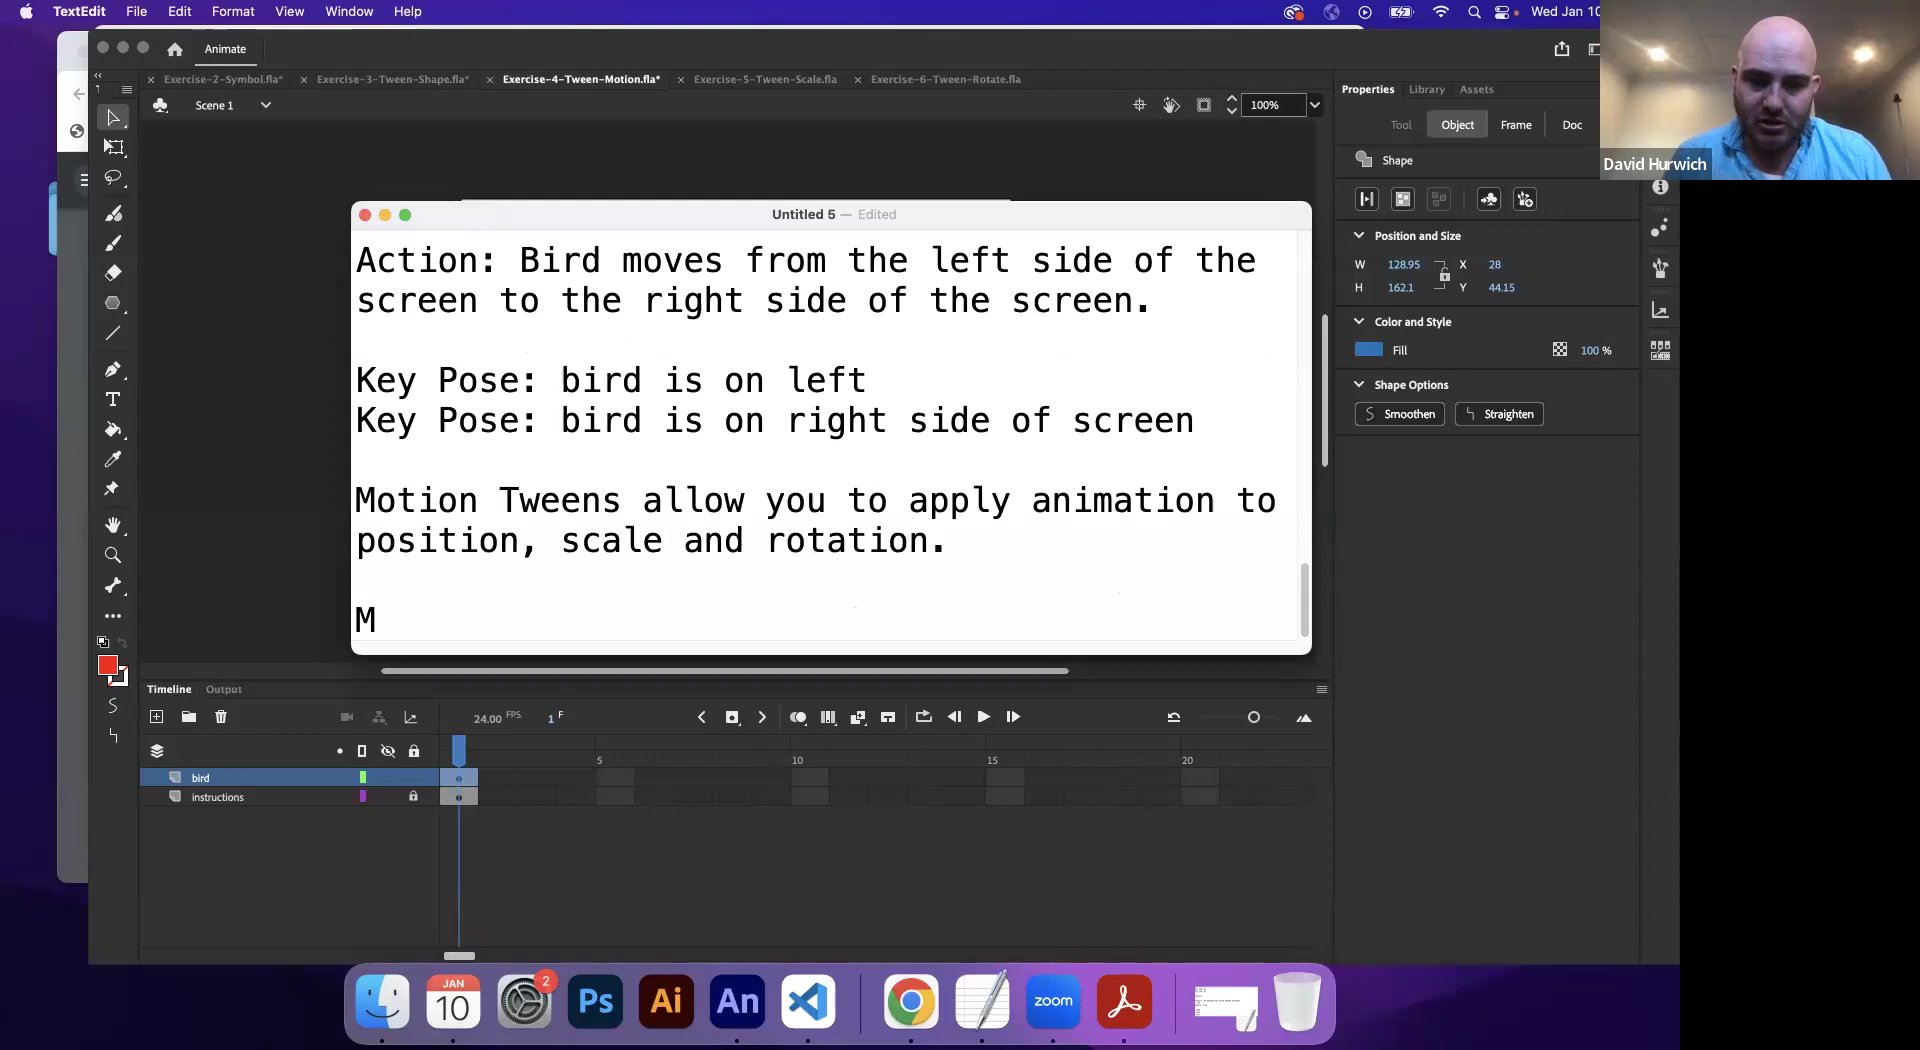 TextEdit File Edit Format View Window Help
Wed Jan 10
Animate
Exercise-2-Symbol.fla* Exercise-3-Tween-Shape.fla* Exercise-4-Tween-Motion.fla* Exercise-5-Tween-Scale.fla Exercise-6-Tween-Rotate.fla
Scene 1
100%
Properties Library Assets
Tool Object Frame Doc
Shape
David Hurwich
Position and Size
W 128.95 X 28
H 162.1 Y 44.15
Color and Style
Fill 100 %
Shape Options
Smoothen Straighten
Untitled 5 — Edited
Action: Bird moves from the left side of the
screen to the right side of the screen.
Key Pose: bird is on left
Key Pose: bird is on right side of screen
Motion Tweens allow you to apply animation to
position, scale and rotation.
M
Timeline Output
24.00 FPS 1 F
5 10 15 20
bird
instructions
JAN
10
2
Ps
Ai
An
zoom